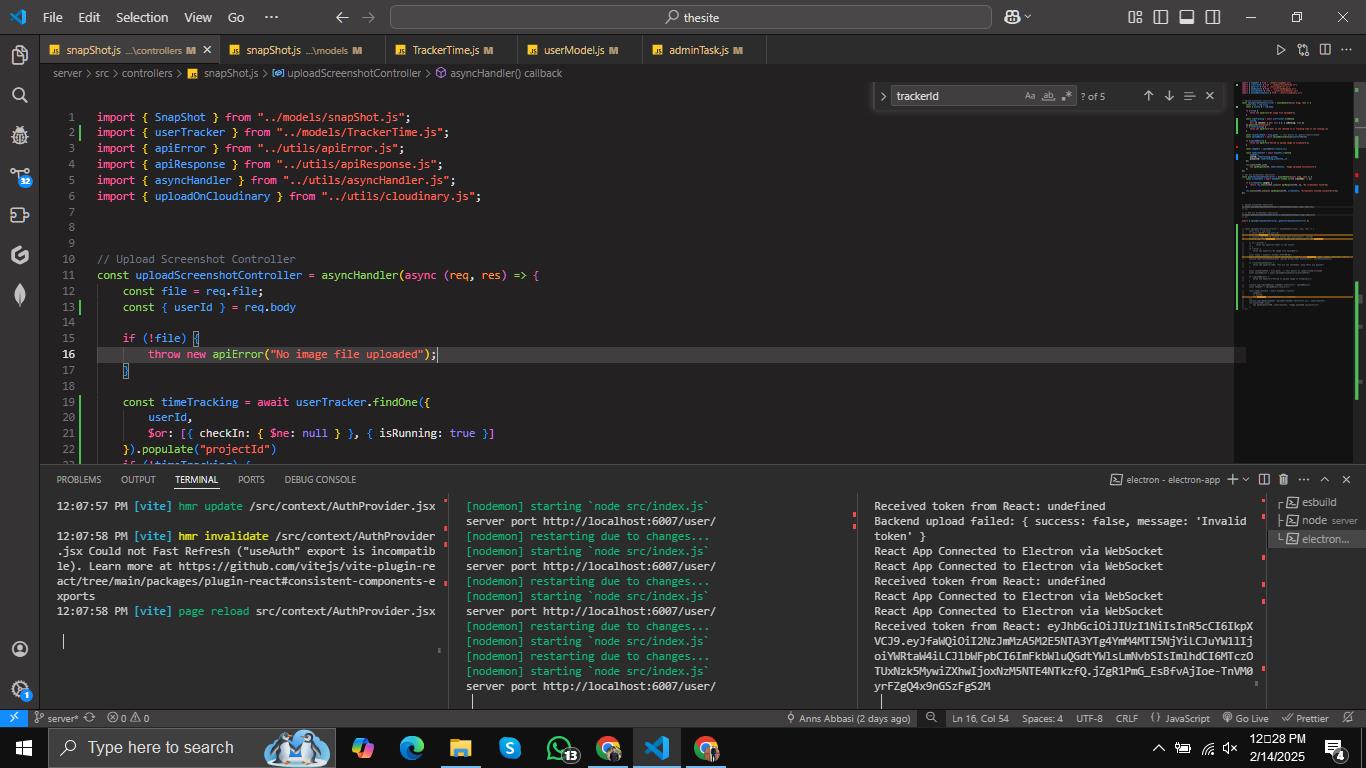 File Edit Selection View Go ··· thesite
snapShot.js ...\controllers M
snapShot.js ...\models M
TrackerTime.js M
userModel.js M
adminTask.js M
server > src > controllers > snapShot.js > uploadScreenshotController > asyncHandler() callback
trackerId Aa ab ? of 5
1 import { SnapShot } from "../models/snapShot.js";
2 import { userTracker } from "../models/TrackerTime.js";
3 import { apiError } from "../utils/apiError.js";
4 import { apiResponse } from "../utils/apiResponse.js";
5 import { asyncHandler } from "../utils/asyncHandler.js";
6 import { uploadOnCloudinary } from "../utils/cloudinary.js";
7
8
9
10 // Upload Screenshot Controller
11 const uploadScreenshotController = asyncHandler(async (req, res) => {
12 const file = req.file;
13 const { userId } = req.body
14
15 if (!file) {
16 throw new apiError("No image file uploaded");
17 }
18
19 const timeTracking = await userTracker.findOne({
20 userId,
21 $or: [{ checkIn: { $ne: null } }, { isRunning: true }]
22 }).populate("projectId")
PROBLEMS OUTPUT TERMINAL PORTS DEBUG CONSOLE
electron - electron-app
12:07:57 PM [vite] hmr update /src/context/AuthProvider.jsx
12:07:58 PM [vite] hmr invalidate /src/context/AuthProvider
.jsx Could not Fast Refresh ("useAuth" export is incompatib
le). Learn more at https://github.com/vitejs/vite-plugin-re
act/tree/main/packages/plugin-react#consistent-components-e
xports
12:07:58 PM [vite] page reload src/context/AuthProvider.jsx
[nodemon] starting `node src/index.js`
server port http://localhost:6007/user/
[nodemon] restarting due to changes...
[nodemon] starting `node src/index.js`
server port http://localhost:6007/user/
[nodemon] restarting due to changes...
[nodemon] starting `node src/index.js`
server port http://localhost:6007/user/
[nodemon] restarting due to changes...
[nodemon] starting `node src/index.js`
[nodemon] restarting due to changes...
[nodemon] starting `node src/index.js`
server port http://localhost:6007/user/
Received token from React: undefined
Backend upload failed: { success: false, message: 'Invalid
token' }
React App Connected to Electron via WebSocket
React App Connected to Electron via WebSocket
Received token from React: undefined
React App Connected to Electron via WebSocket
React App Connected to Electron via WebSocket
Received token from React:
esbuild
node server
electron...
32
1
server* 0 0 Anns Abbasi (2 days ago) Ln 16, Col 54 Spaces: 4 UTF-8 CRLF JavaScript Go Live Prettier
Type here to search
13
12:28 PM
2/14/2025
4